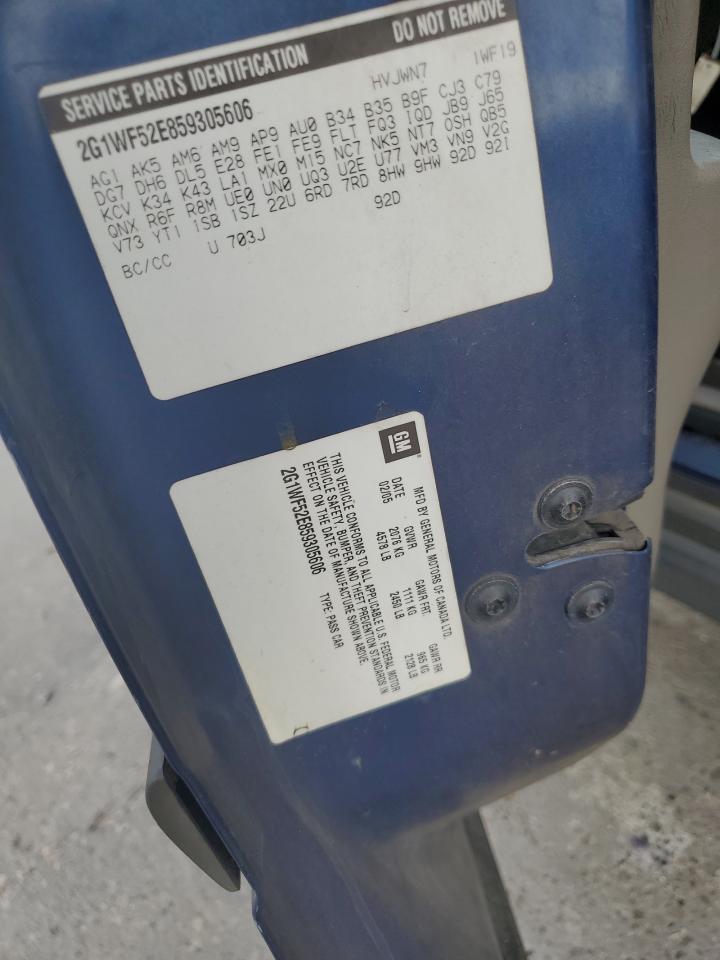 SERVICE PARTS IDENTIFICATION DO NOT REMOVE
2G1WF52E859305606 HVJWN7 1WF19
AG1 AK5 AM6 AM9 AP9 AU0 B34 B35 B9F CJ3 C79
DG7 DH6 DL5 E28 FE1 FE9 FLT FQ3 IQD JB9 J65
KCV K34 K43 LA1 MX0 M15 NC7 NK5 NT7 OSH QB5
QNX R6F R8M UE0 UN0 UQ3 U2E U77 VM3 VN9 V2G
V73 YT1 1SB 1SZ 22U 6RD 7RD 8HW 9HW 92D 92I
BC/CC U 703J 92D
GM
MFD BY GENERAL MOTORS OF CANADA LTD.
DATE GVWR GAWR FRT. GAWR RR
02/05 2076 KG 1111 KG 965 KG
4578 LB 2450 LB 2128 LB
THIS VEHICLE CONFORMS TO ALL APPLICABLE U.S. FEDERAL MOTOR
VEHICLE SAFETY, BUMPER, AND THEFT PREVENTION STANDARDS IN
EFFECT ON THE DATE OF MANUFACTURE SHOWN ABOVE.
2G1WF52E859305606 TYPE: PASS CAR